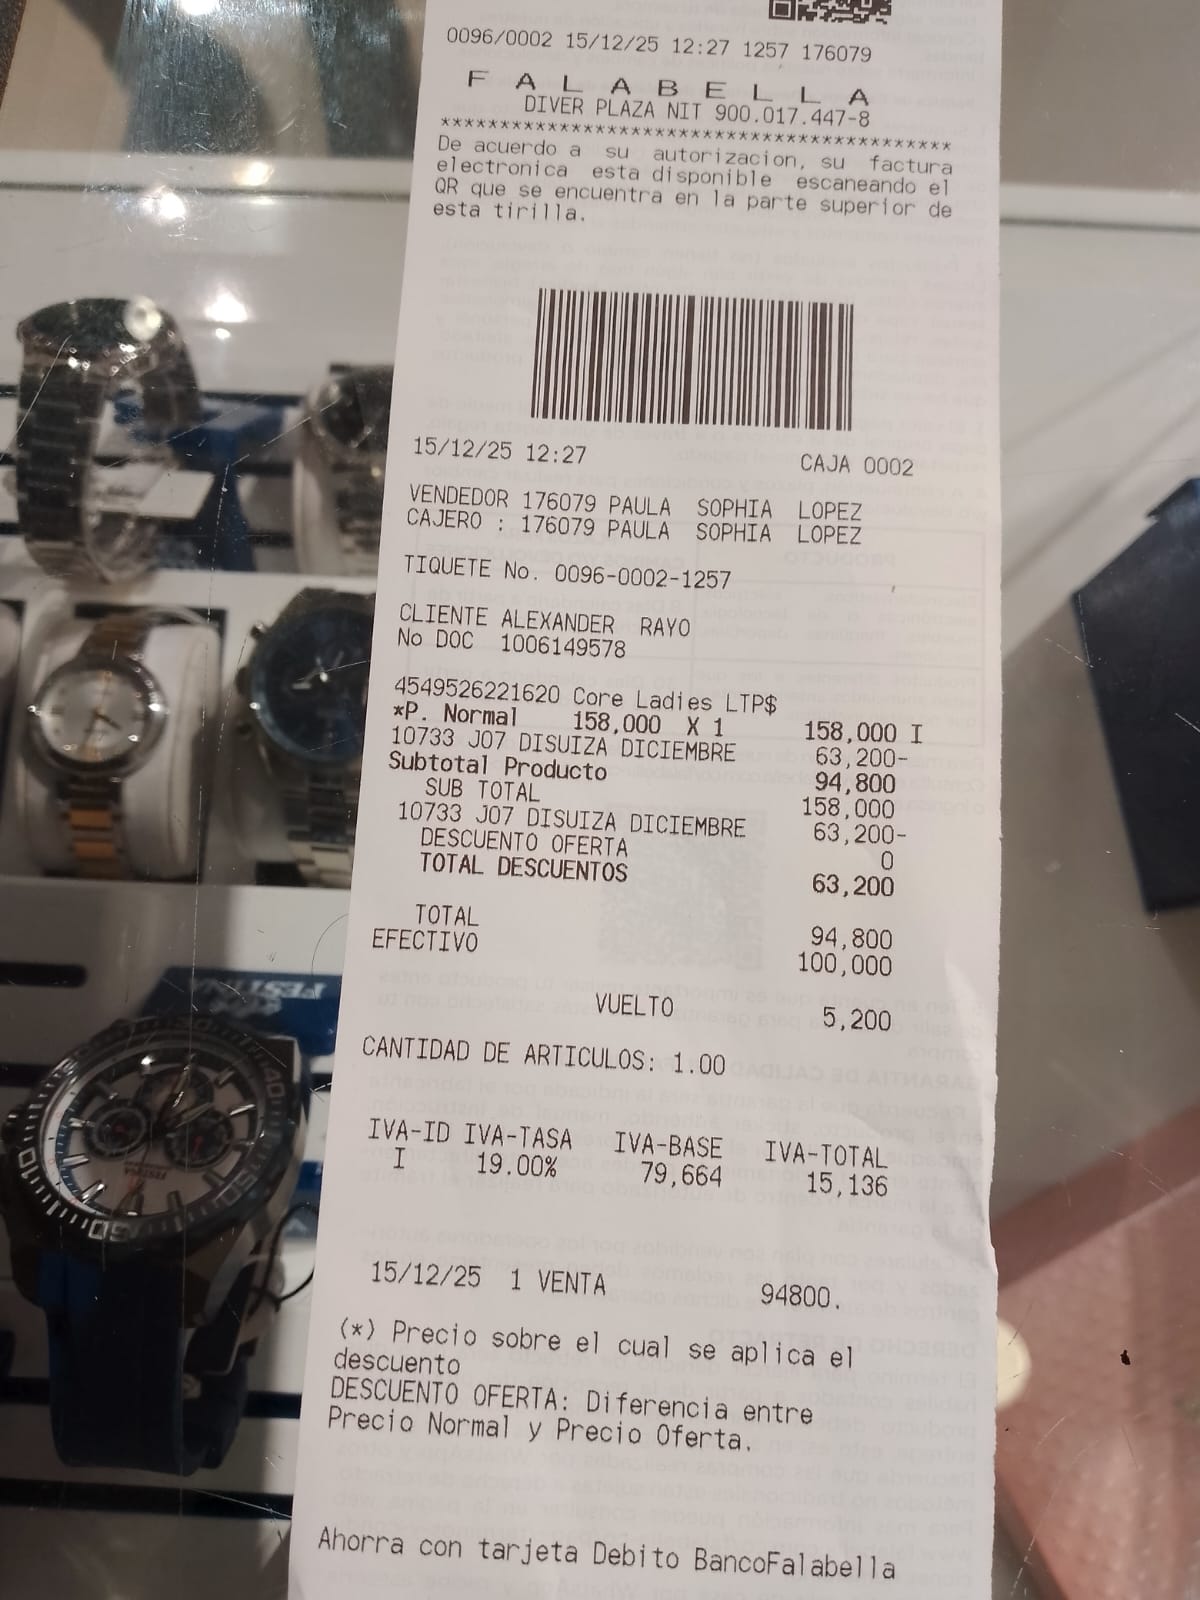 0096/0002 15/12/25 12:27 1257 176079
F A L A B E L L A
DIVER PLAZA NIT 900.017.447-8
*******************************************
De acuerdo a su autorizacion, su factura
electronica esta disponible escaneando el
QR que se encuentra en la parte superior de
esta tirilla.
15/12/25 12:27 CAJA 0002
VENDEDOR 176079 PAULA SOPHIA LOPEZ
CAJERO : 176079 PAULA SOPHIA LOPEZ
TIQUETE No. 0096-0002-1257
CLIENTE ALEXANDER RAYO
No DOC 1006149578
4549526221620 Core Ladies LTP$
*P. Normal 158,000 X 1 158,000 I
10733 J07 DISUIZA DICIEMBRE 63,200-
Subtotal Producto 94,800
SUB TOTAL 158,000
10733 J07 DISUIZA DICIEMBRE 63,200-
DESCUENTO OFERTA 0
TOTAL DESCUENTOS 63,200
TOTAL 94,800
EFECTIVO 100,000
VUELTO 5,200
CANTIDAD DE ARTICULOS: 1.00
IVA-ID IVA-TASA IVA-BASE IVA-TOTAL
I 19.00% 79,664 15,136
15/12/25 1 VENTA 94800.
(*) Precio sobre el cual se aplica el
descuento
DESCUENTO OFERTA: Diferencia entre
Precio Normal y Precio Oferta.
Ahorra con tarjeta Debito BancoFalabella
FESTINA